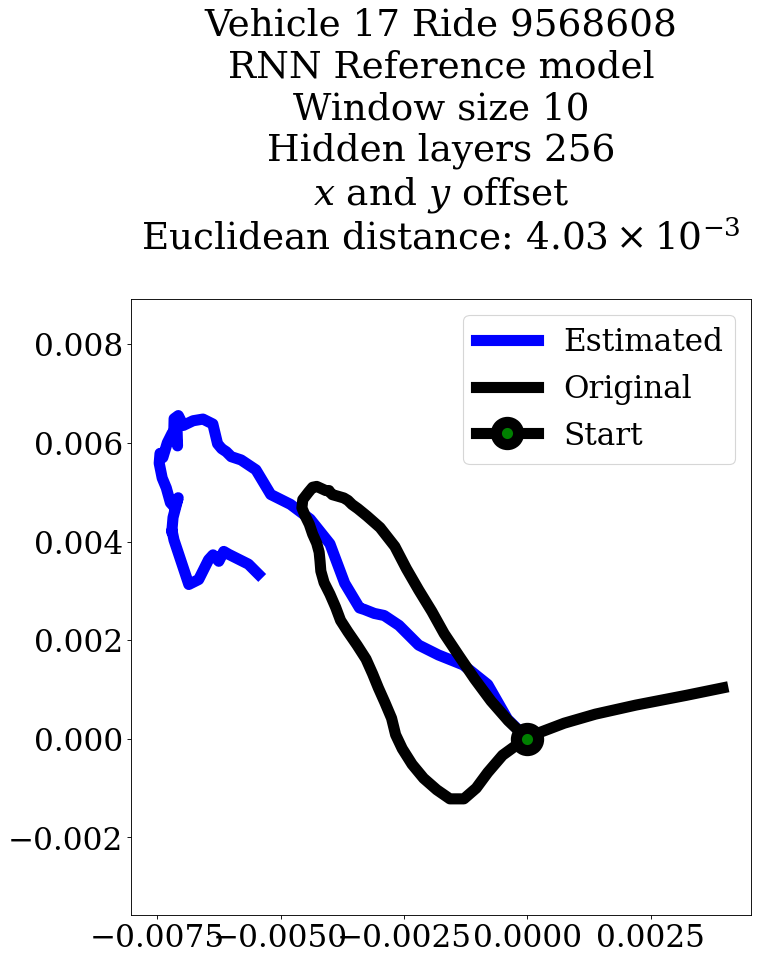 Vehicle 17 Ride 9568608
RNN Reference model
Window size 10
Hidden layers 256
x and y offset
Euclidean distance: 4.03 × 10⁻³
Estimated
Original
Start
0.008
0.006
0.004
0.002
0.000
−0.002
−0.0075 −0.0050 −0.0025 0.0000 0.0025